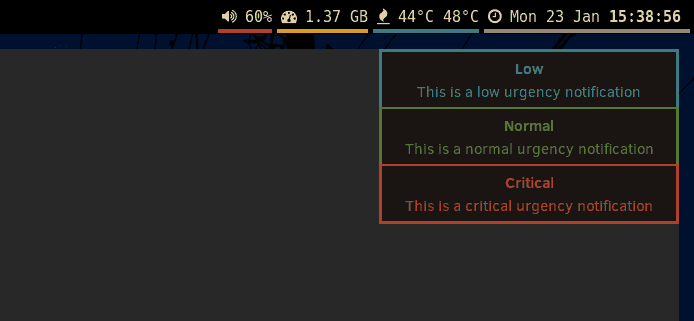 60% 1.37 GB 44°C 48°C Mon 23 Jan 15:38:56
Low
This is a low urgency notification
Normal
This is a normal urgency notification
Critical
This is a critical urgency notification